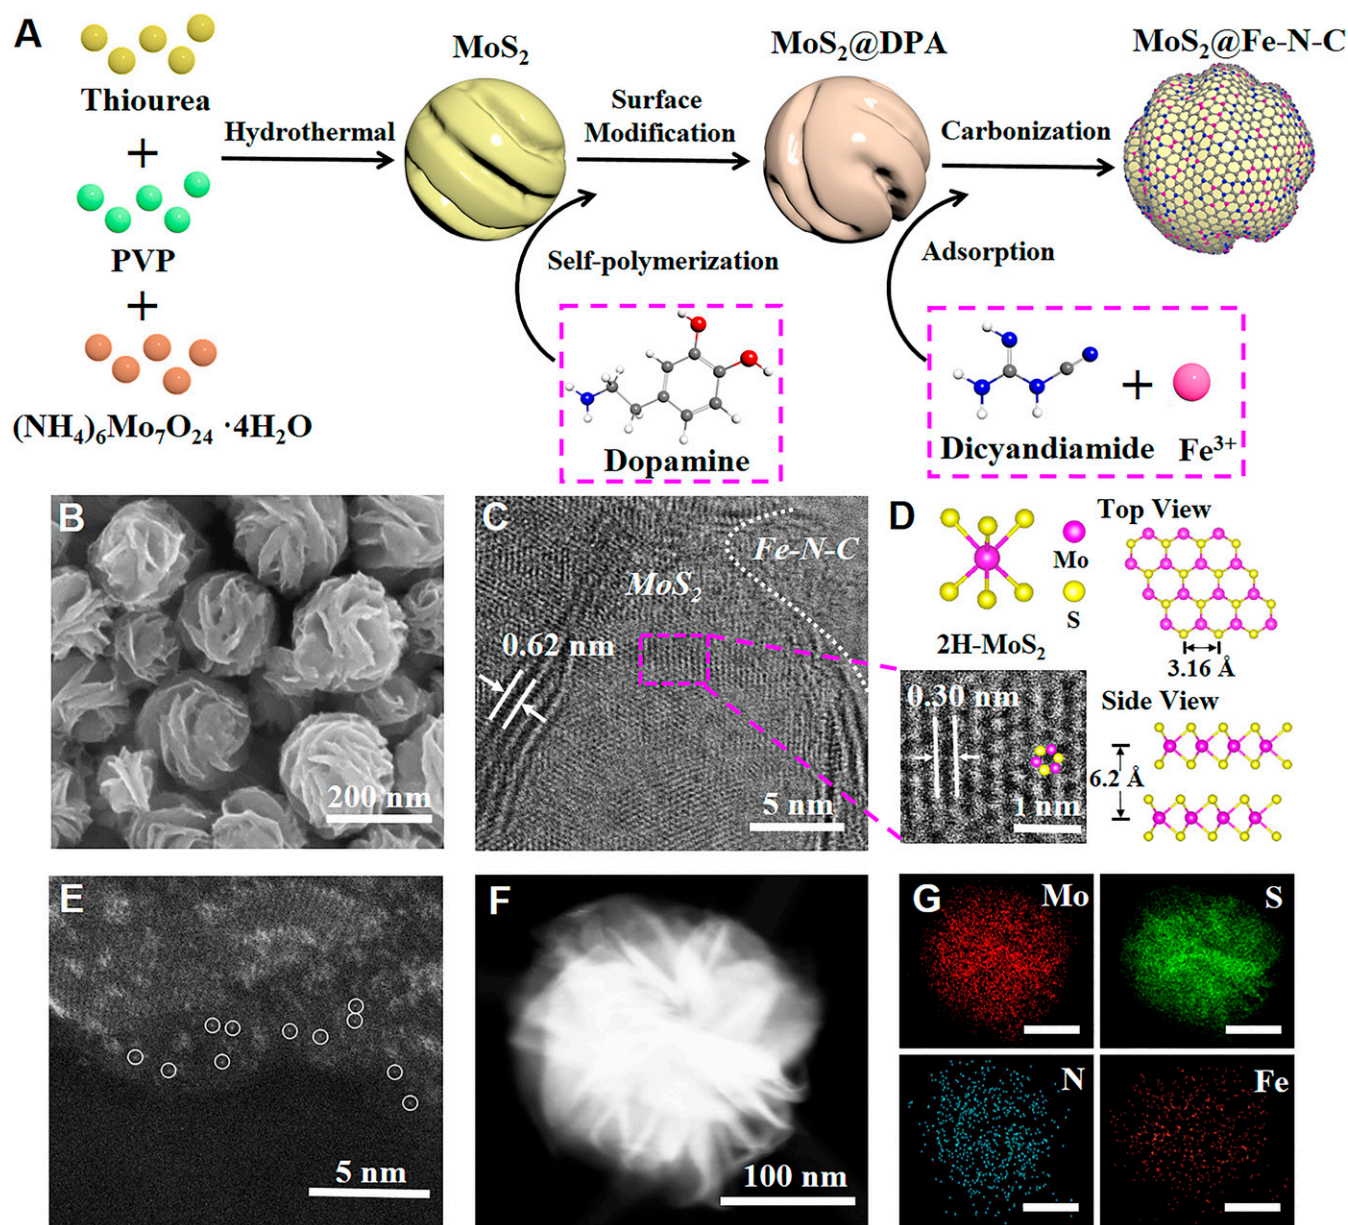 A
Thiourea
+
PVP
+
(NH₄)₆Mo₇O₂₄ ·4H₂O
Hydrothermal
MoS₂
Surface
Modification
MoS₂@DPA
Carbonization
MoS₂@Fe-N-C
Self-polymerization
Adsorption
Dopamine
+
Dicyandiamide
Fe³⁺
B
200 nm
C
Fe-N-C
MoS₂
0.62 nm
5 nm
D
Mo
S
2H-MoS₂
Top View
3.16 Å
0.30 nm
1 nm
Side View
6.2 Å
E
5 nm
F
100 nm
G
Mo
S
N
Fe